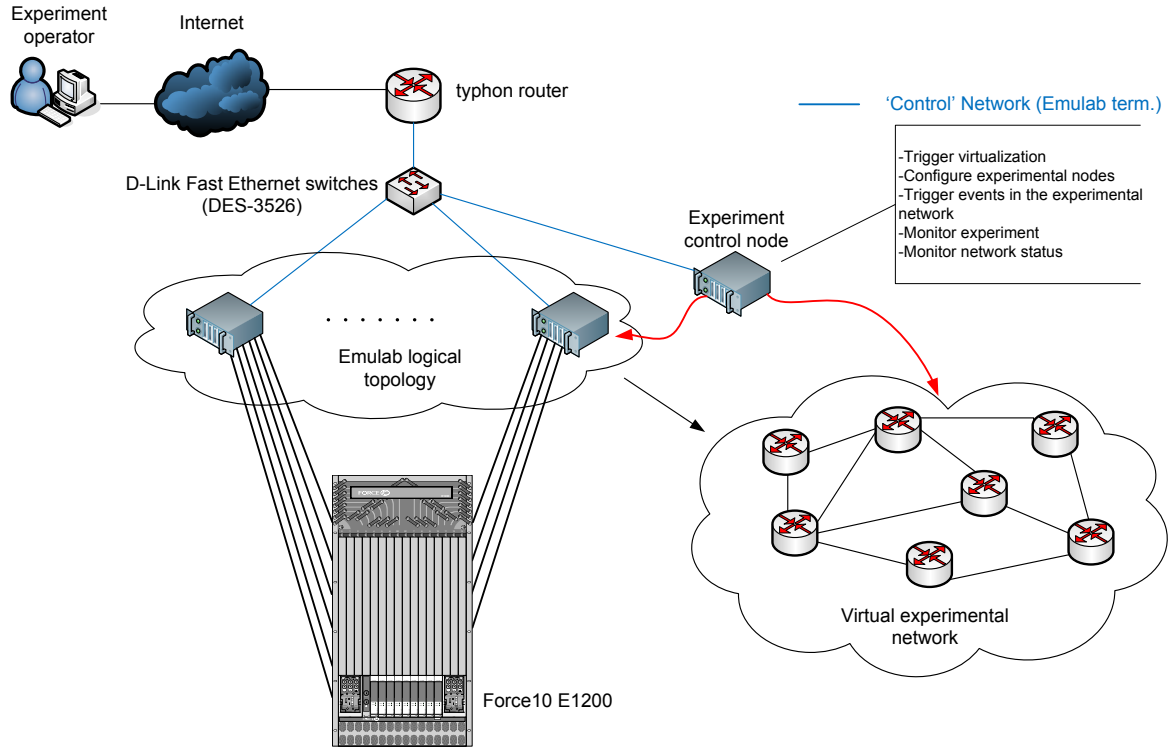 Experiment
operator
Internet
typhon router
'Control' Network (Emulab term.)
-Trigger virtualization
-Configure experimental nodes
-Trigger events in the experimental
network
-Monitor experiment
-Monitor network status
D-Link Fast Ethernet switches
(DES-3526)
Experiment
control node
. . . . . . .
Emulab logical
topology
FORCE 10
Virtual experimental
network
Force10 E1200